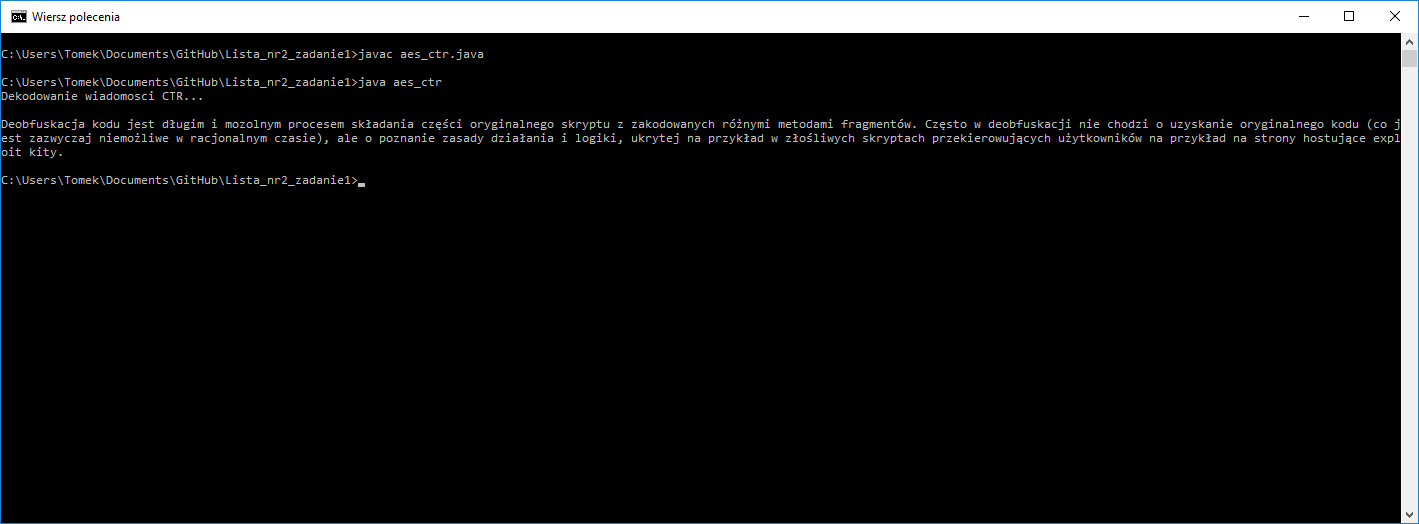 Wiersz polecenia
C:\Users\Tomek\Documents\GitHub\Lista_nr2_zadanie1>javac aes_ctr.java
C:\Users\Tomek\Documents\GitHub\Lista_nr2_zadanie1>java aes_ctr
Dekodowanie wiadomosci CTR...
Deobfuskacja kodu jest długim i mozolnym procesem składania części oryginalnego skryptu z zakodowanych różnymi metodami fragmentów. Często w deobfuskacji nie chodzi o uzyskanie oryginalnego kodu (co j
est zazwyczaj niemożliwe w racjonalnym czasie), ale o poznanie zasady działania i logiki, ukrytej na przykład w złośliwych skryptach przekierowujących użytkowników na przykład na strony hostujące expl
oit kity.
C:\Users\Tomek\Documents\GitHub\Lista_nr2_zadanie1>